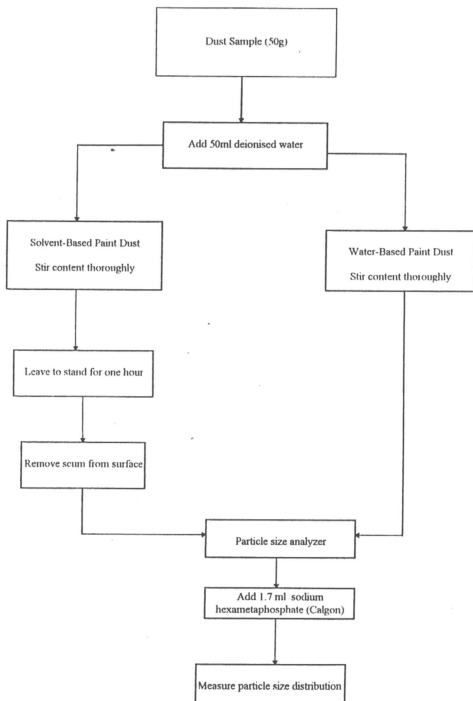 Dust Sample (50g)
Add 50ml deionised water
Solvent-Based Paint Dust
Stir content thoroughly
Water-Based Paint Dust
Stir content thoroughly
Leave to stand for one hour
Remove scum from surface
Particle size analyzer
Add 1.7 ml sodium
hexametaphosphate (Calgon)
Measure particle size distribution